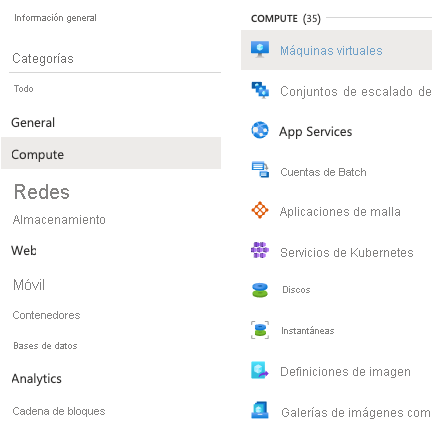 Información general
Categorías
Todo
General
Compute
Redes
Almacenamiento
Web
Móvil
Contenedores
Bases de datos
Analytics
Cadena de bloques
COMPUTE (35)
Máquinas virtuales
Conjuntos de escalado de
App Services
Cuentas de Batch
Aplicaciones de malla
Servicios de Kubernetes
Discos
Instantáneas
Definiciones de imagen
Galerías de imágenes com